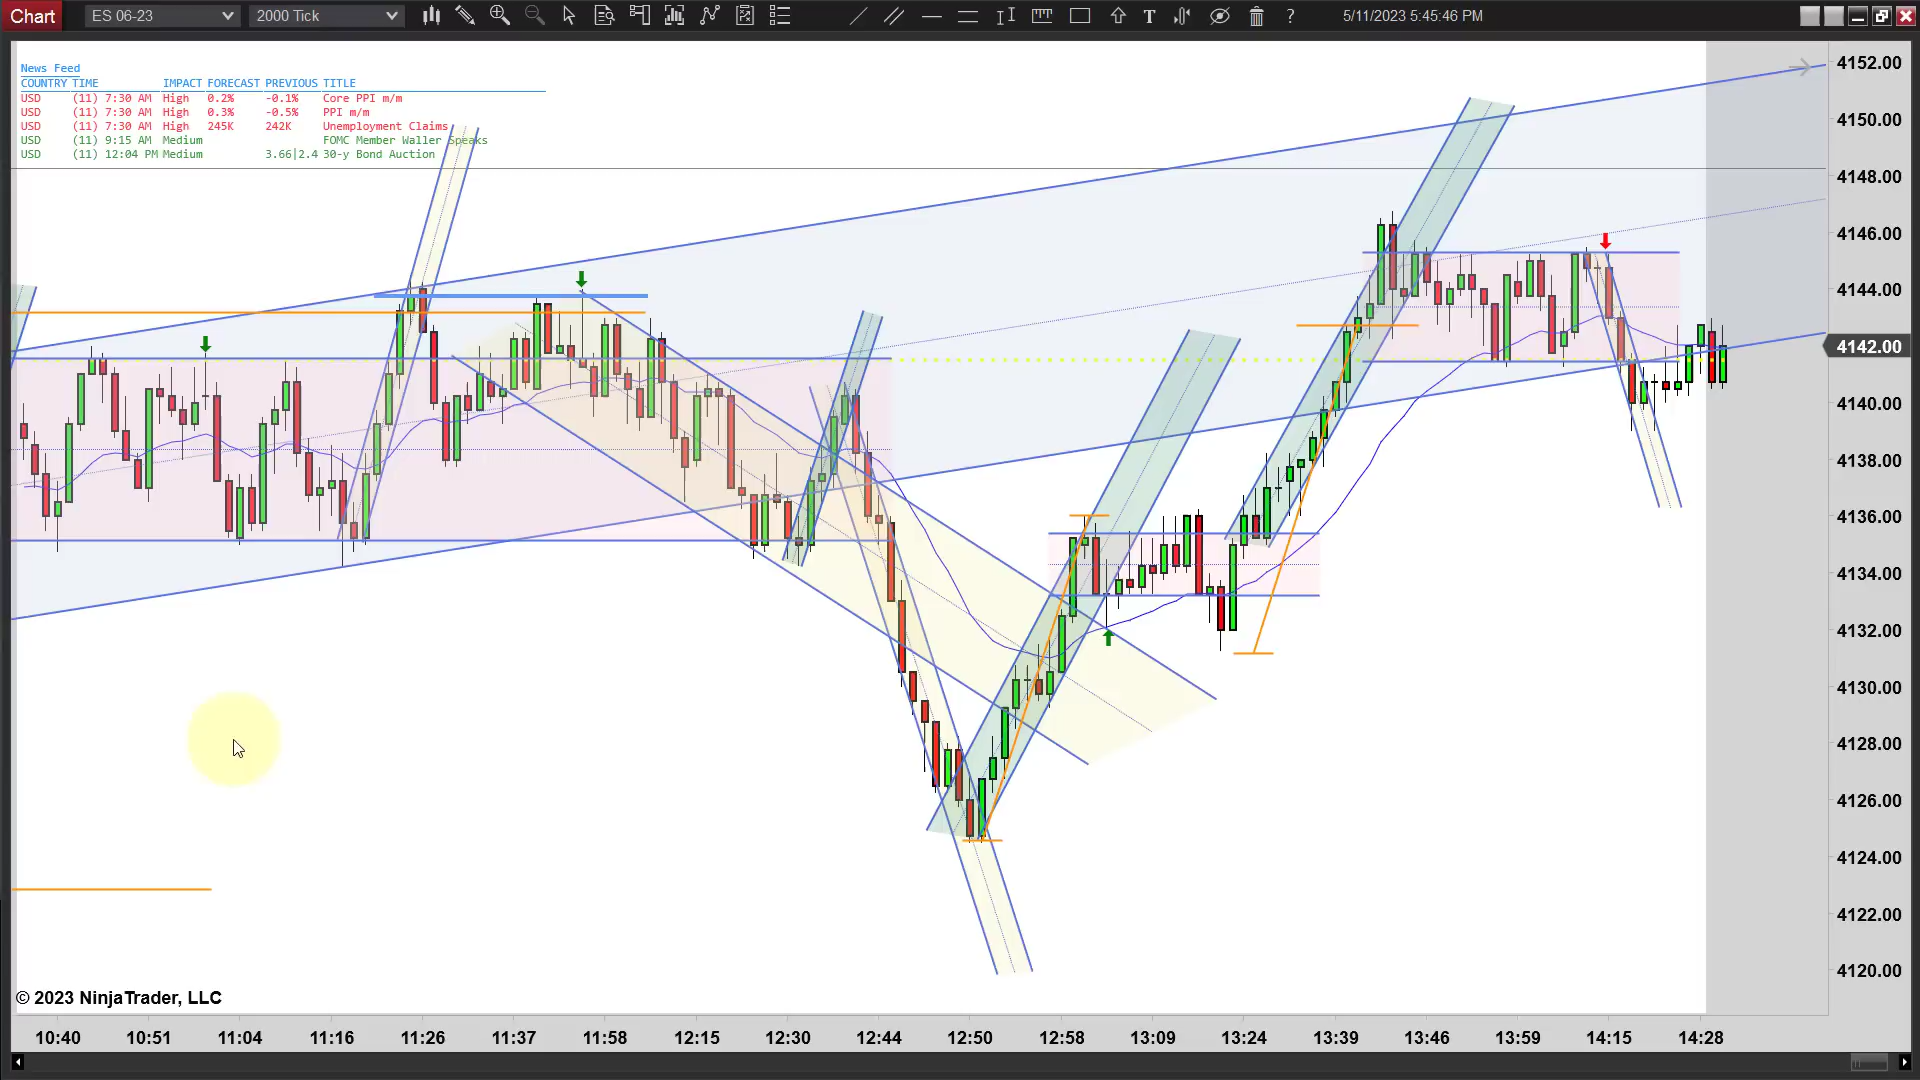 Chart ES 06-23 2000 Tick T ? 5/11/2023 5:45:46 PM
News Feed
COUNTRY TIME IMPACT FORECAST PREVIOUS TITLE
USD (11) 7:30 AM High 0.2% -0.1% Core PPI m/m
USD (11) 7:30 AM High 0.3% -0.5% PPI m/m
USD (11) 7:30 AM High 245K 242K Unemployment Claims
USD (11) 9:15 AM Medium FOMC Member Waller Speaks
USD (11) 12:04 PM Medium 3.66|2.4 30-y Bond Auction
4152.00
4150.00
4148.00
4146.00
4144.00
4142.00
4140.00
4138.00
4136.00
4134.00
4132.00
4130.00
4128.00
4126.00
4124.00
4122.00
4120.00
© 2023 NinjaTrader, LLC
10:40 10:51 11:04 11:16 11:26 11:37 11:58 12:15 12:30 12:44 12:50 12:58 13:09 13:24 13:39 13:46 13:59 14:15 14:28